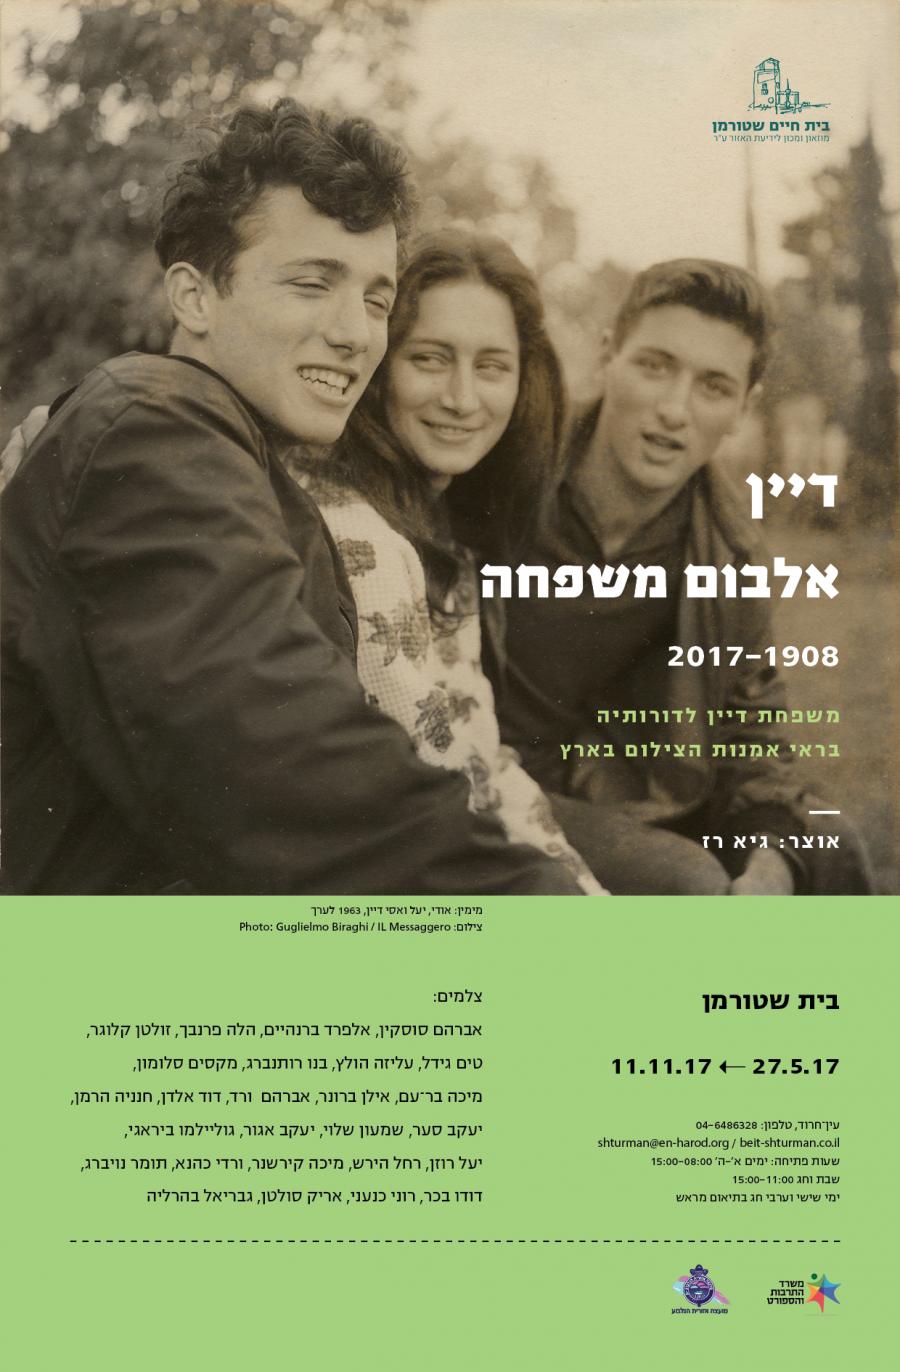 בית חיים שטורמן
מוזאון ומכון לידיעת האזור ע״ר
דיין
אלבום משפחה
2017–1908
משפחת דיין לדורותיה
בראי אמנות הצילום בארץ
אוצר: גיא רז
מימין: אודי, יעל ואסי דיין, 1963 לערך
צילום: Photo: Guglielmo Biraghi / IL Messaggero
בית שטורמן
27.5.17 ← 11.11.17
עין־חרוד, טלפון: 04-6486328
shturman@en-harod.org / beit-shturman.co.il
שעות פתיחה: ימים א׳–ה׳ 15:00-08:00
שבת וחג 15:00-11:00
ימי שישי וערבי חג בתיאום מראש
צלמים:
אברהם סוסקין, אלפרד ברנהיים, הלה פרנבך, זולטן קלוגר,
טים גידל, עליזה הולץ, בנו רותנברג, מקסים סלומון,
מיכה בר־עם, אילן ברונר, אברהם ורד, דוד אלדן, חנניה הרמן,
יעקב סער, שמעון שלוי, יעקב אגור, גוליילמו ביראגי,
יעל רוזן, רחל הירש, מיכה קירשנר, ורדי כהנא, תומר נויברג,
דודו בכר, רוני כנעני, אריק סולטן, גבריאל בהרליה
משרד
התרבות
והספורט
מועצה אזורית הגלבוע